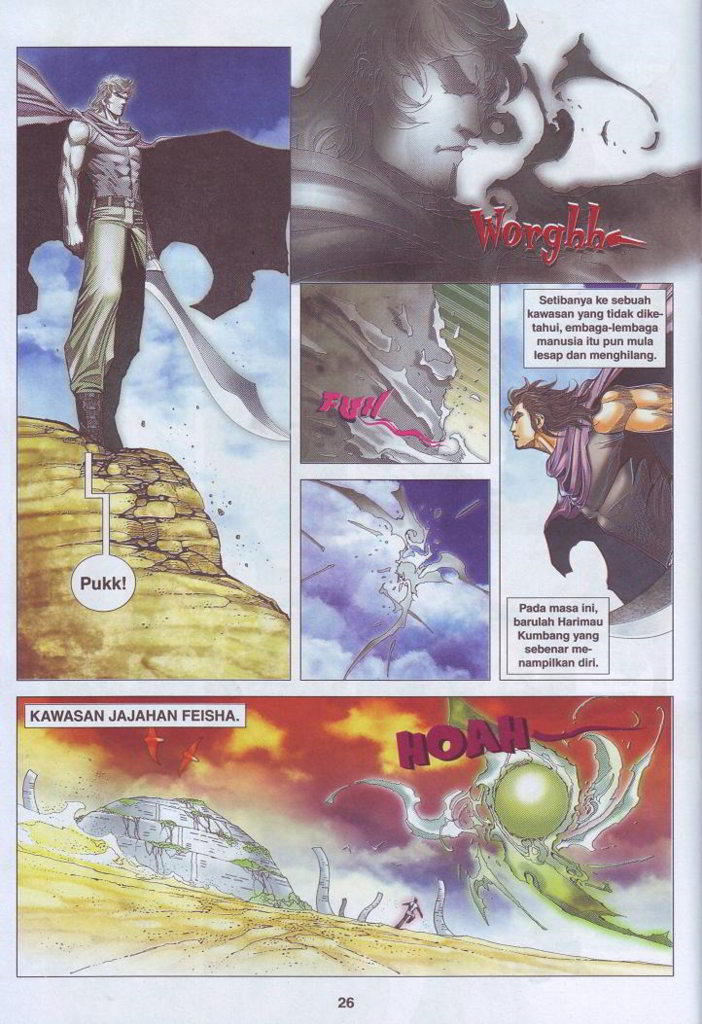 Worghh
Setibanya ke sebuah
kawasan yang tidak dike-
tahui, embaga-lembaga
manusia itu pun mula
lesap dan menghilang.
FUH
Pukk!
Pada masa ini,
barulah Harimau
Kumbang yang
sebenar me-
nampilkan diri.
KAWASAN JAJAHAN FEISHA.
HOAH
26